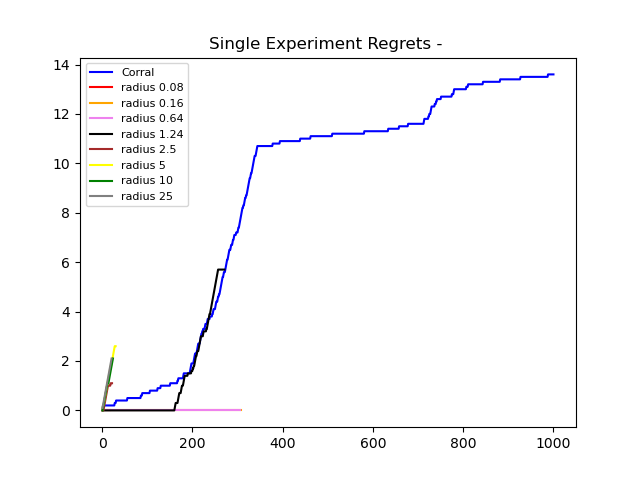 Single Experiment Regrets -
14
12
10
8
6
4
2
0
Corral
radius 0.08
radius 0.16
radius 0.64
radius 1.24
radius 2.5
radius 5
radius 10
radius 25
0 200 400 600 800 1000